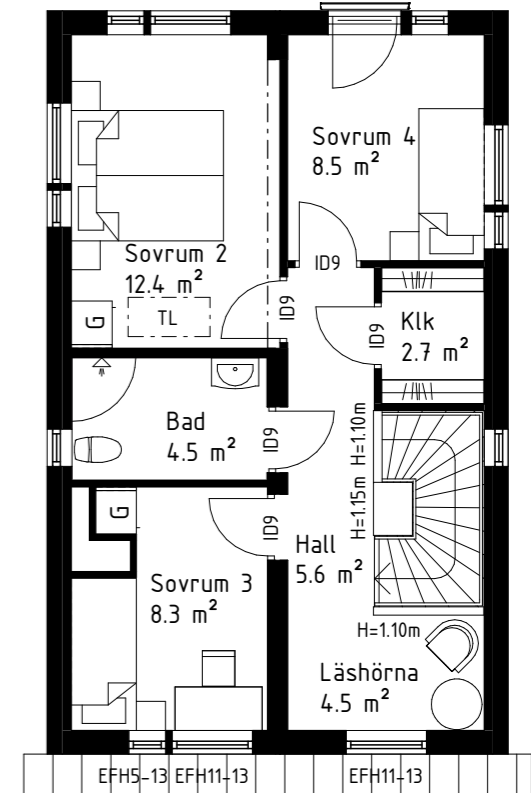 Sovrum 4
8.5 m²
Sovrum 2
12.4 m²
ID9
ID9
G
TL
ID9
Klk
2.7 m²
Bad
4.5 m²
ID9
H=1.10m
H=1.15m
G
ID9
Hall
5.6 m²
Sovrum 3
8.3 m²
H=1.10m
Läshörna
4.5 m²
EFH5-13 EFH11-13 EFH11-13